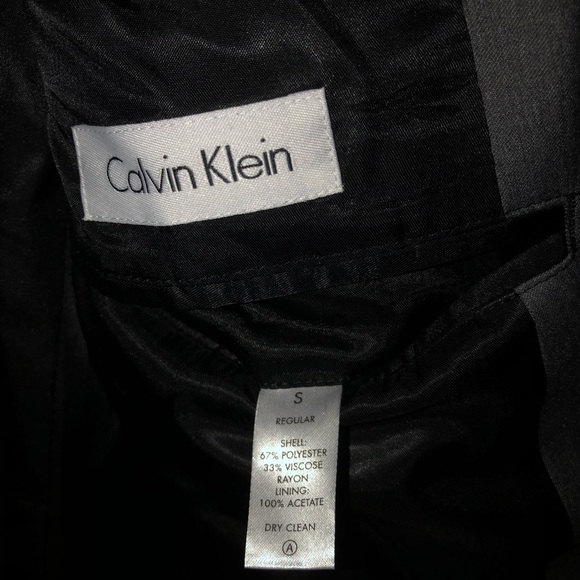 Calvin Klein
S
REGULAR
SHELL:
67% POLYESTER
33% VISCOSE
RAYON
LINING:
100% ACETATE
DRY CLEAN
A